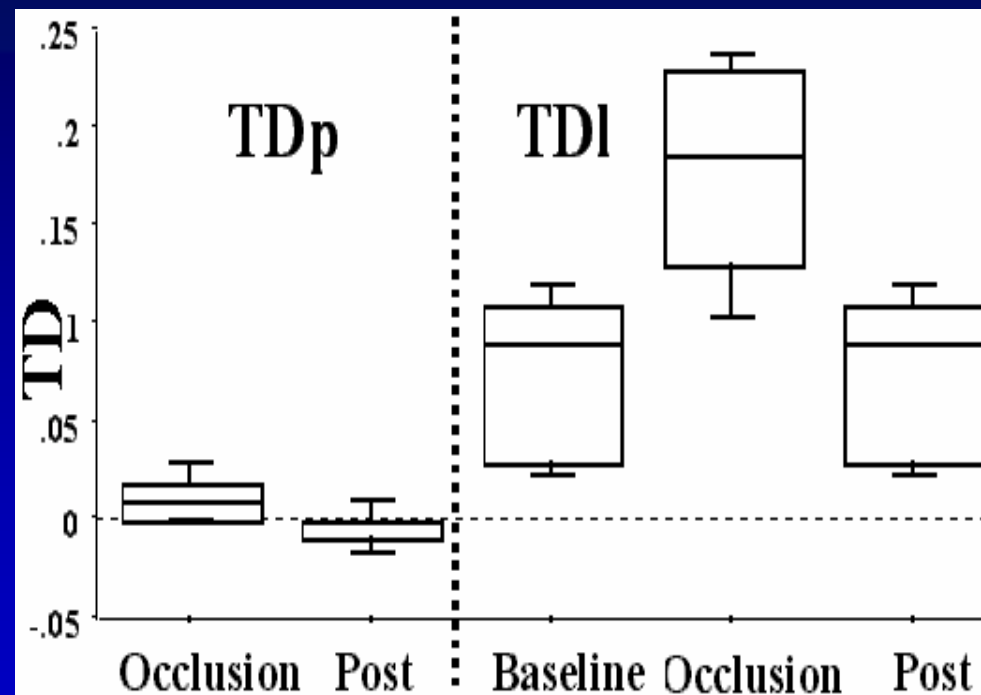 .25
.2
.15
.1
.05
0
-.05
TD
TDp
TDl
Occlusion Post Baseline Occlusion Post